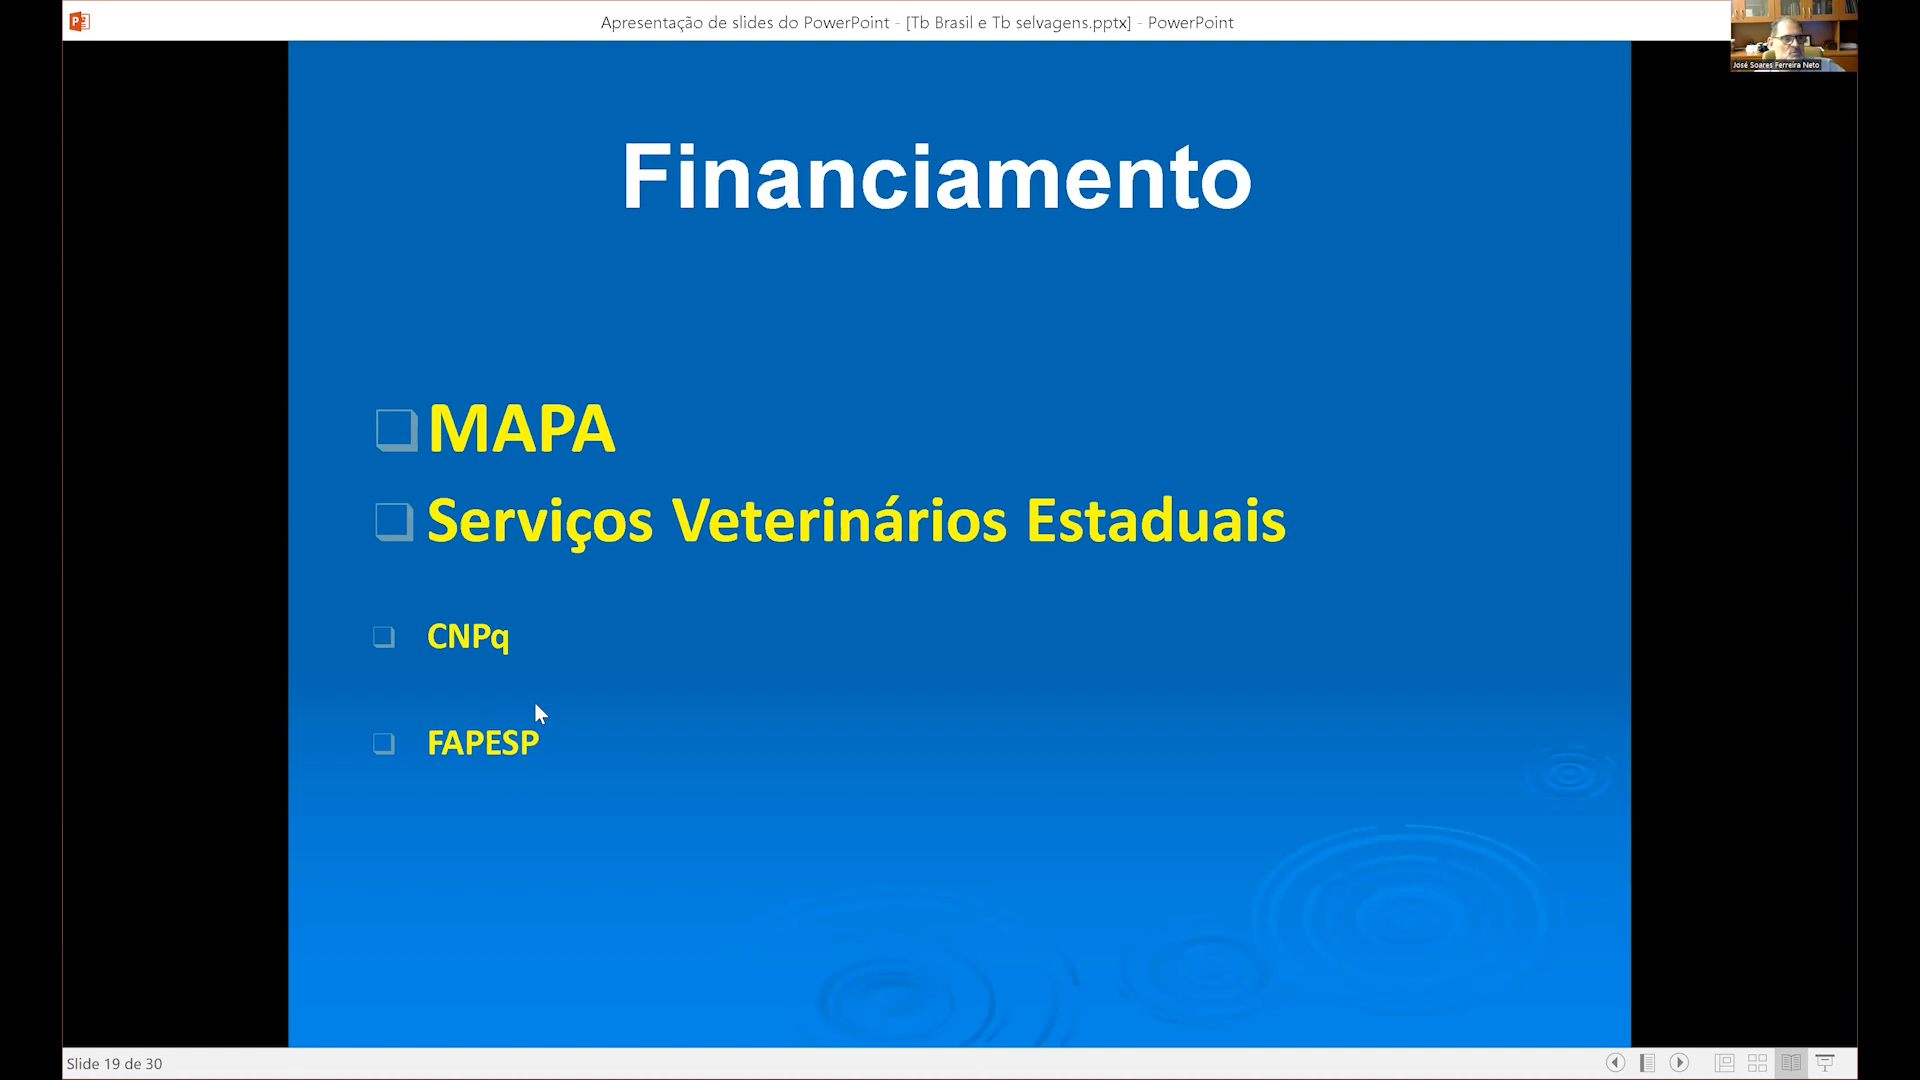 Apresentação de slides do PowerPoint - [Tb Brasil e Tb selvagens.pptx] - PowerPoint
José Soares Ferreira Neto
Financiamento
MAPA
Serviços Veterinários Estaduais
CNPq
FAPESP
Slide 19 de 30